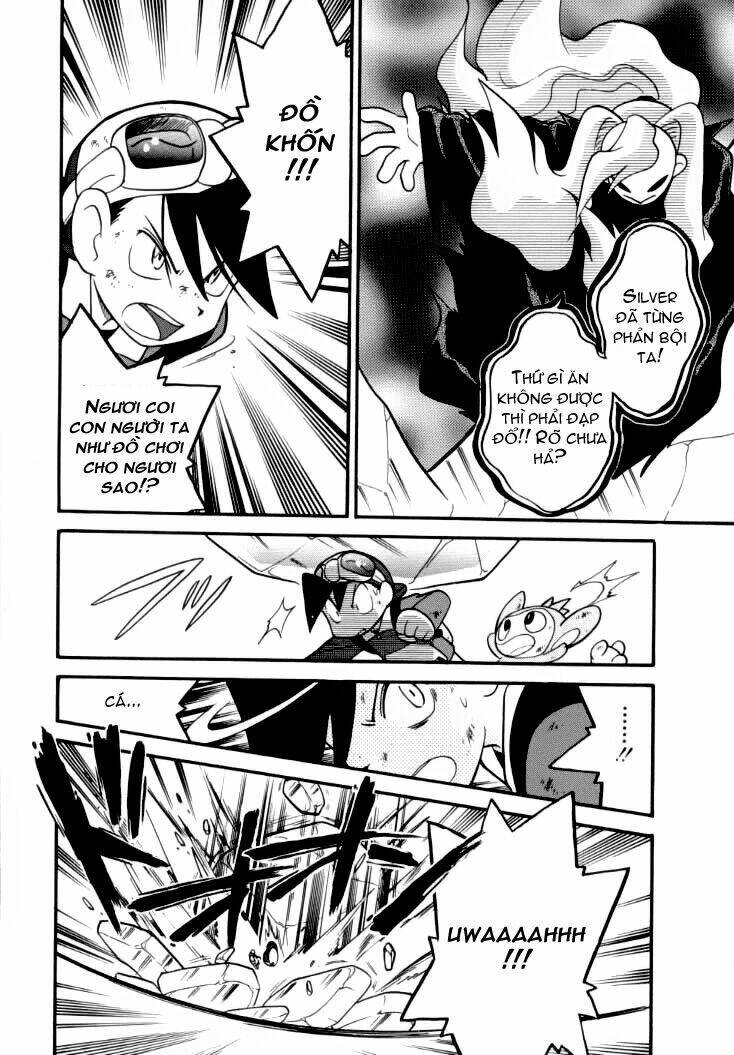 SILVER
ĐÃ TỪNG
PHẢN BỘI
TA!
THỨ GÌ ĂN
KHÔNG ĐƯỢC
THÌ PHẢI ĐẠP
ĐỔ!! RÕ CHƯA
HẢ?
ĐỒ
KHỐN
!!!
NGƯƠI COI
CON NGƯỜI TA
NHƯ ĐỒ CHƠI
CHO NGƯƠI
SAO!?
......!!
CÁ...
UWAAAAHHH
!!!